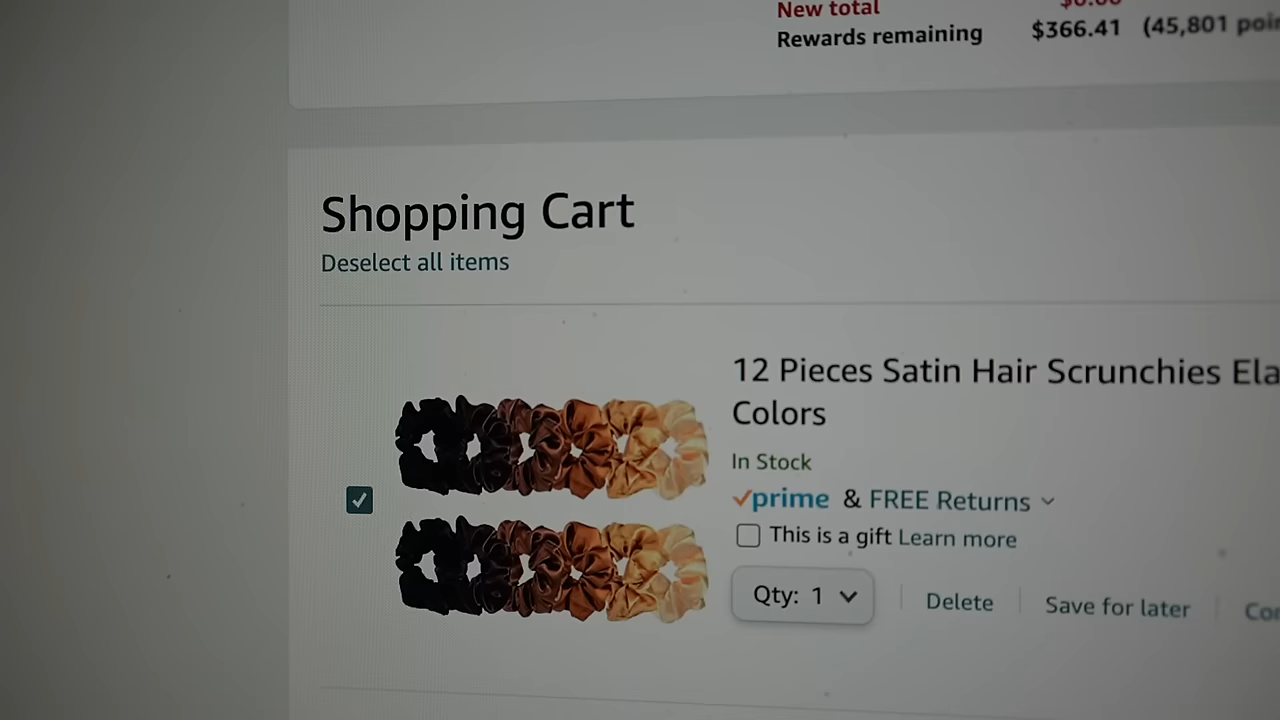 New total
Rewards remaining $366.41 (45,801
Shopping Cart
Deselect all items
12 Pieces Satin Hair Scrunchies
Colors
In Stock
prime & FREE Returns
This is a gift Learn more
Qty: 1 Delete Save for later